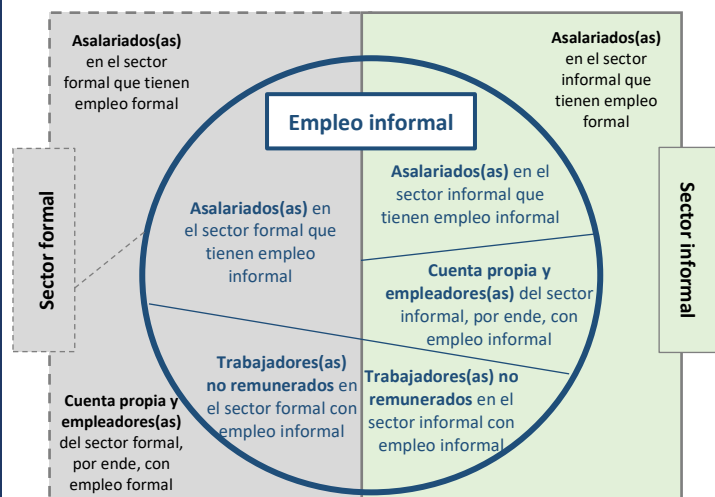 Asalariados(as)
en el sector
formal que tienen
empleo formal
Asalariados(as)
en el sector
informal que
tienen empleo
formal
Empleo informal
Sector formal
Asalariados(as) en
el sector formal que
tienen empleo
informal
Asalariados(as) en el
sector informal que
tienen empleo informal
Sector informal
Cuenta propia y
empleadores(as) del sector
informal, por ende, con
empleo informal
Trabajadores(as)
no remunerados en
el sector formal con
empleo informal
Trabajadores(as) no
remunerados en el
sector informal con
empleo informal
Cuenta propia y
empleadores(as)
del sector formal,
por ende, con
empleo formal